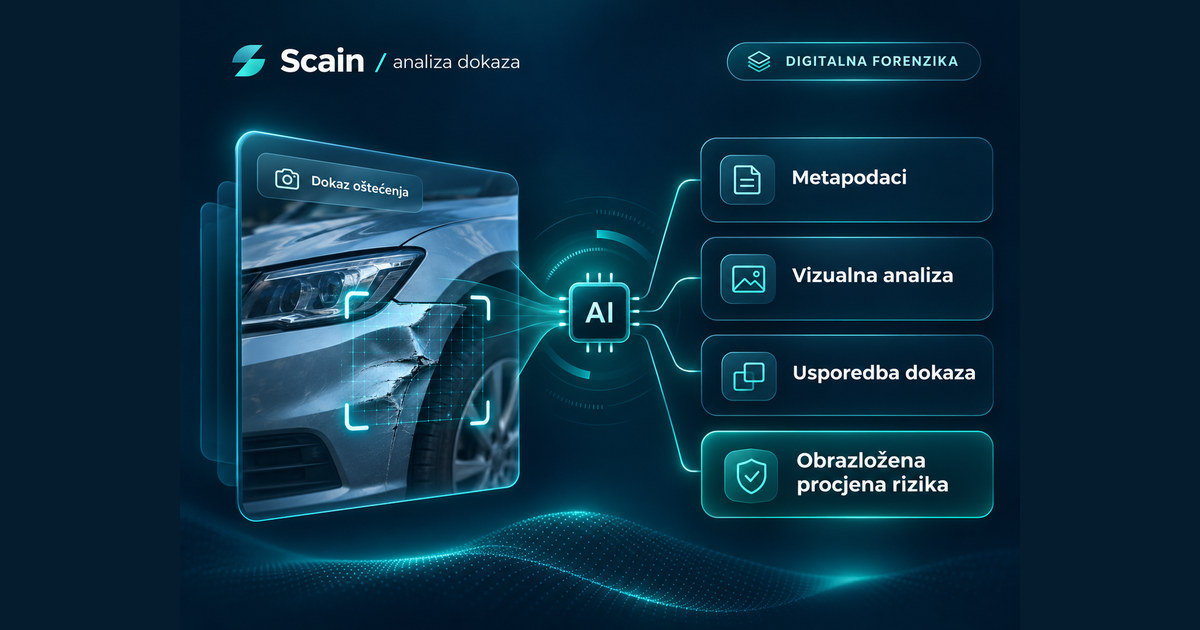 Scain / analiza dokaza
DIGITALNA FORENZIKA
Dokaz oštećenja
AI
Metapodaci
Vizualna analiza
Usporedba dokaza
Obrazložena
procjena rizika